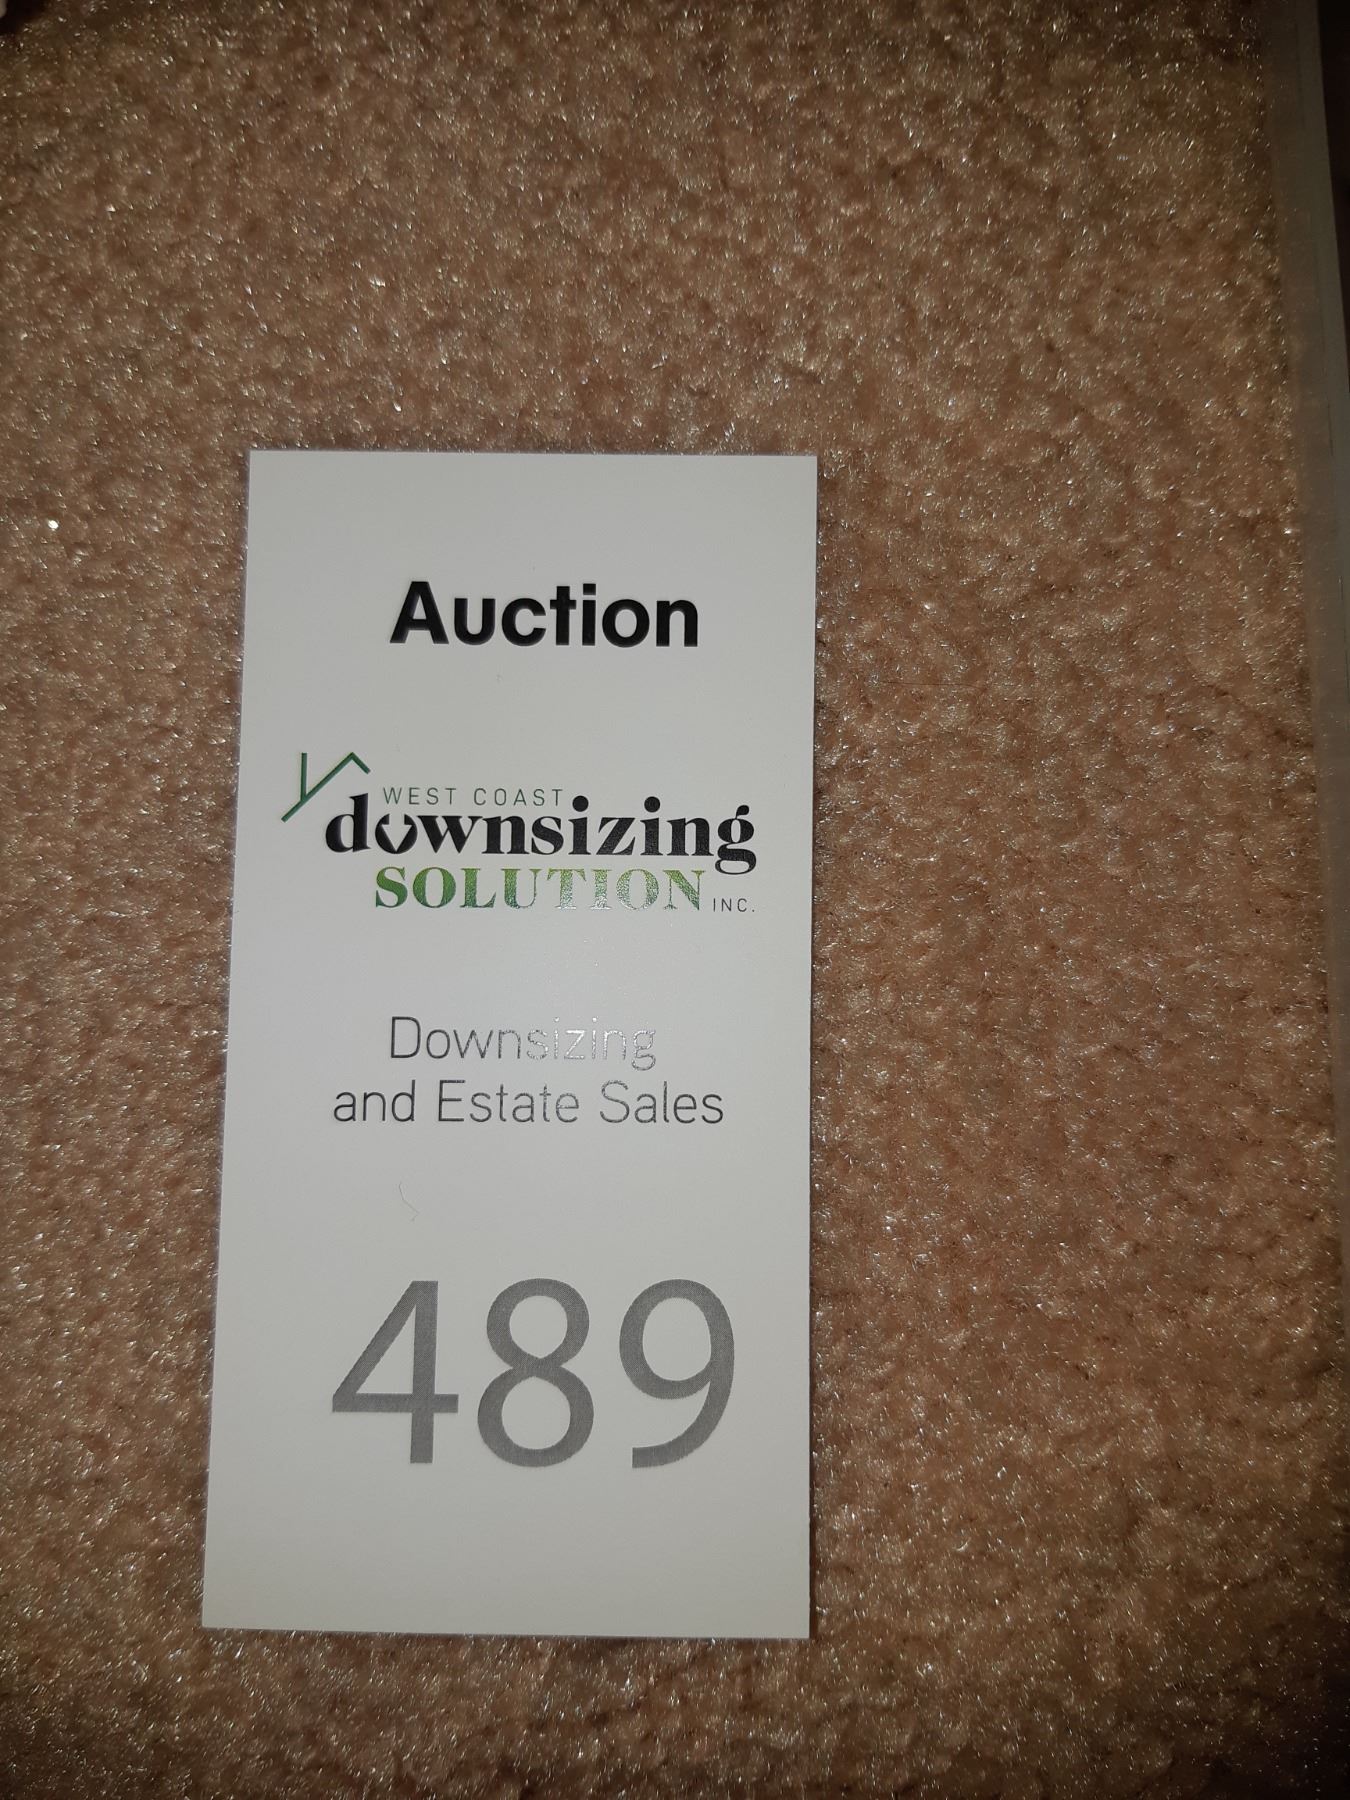 Auction
WEST COAST
downsizing
SOLUTION INC.
Downsizing
and Estate Sales
489